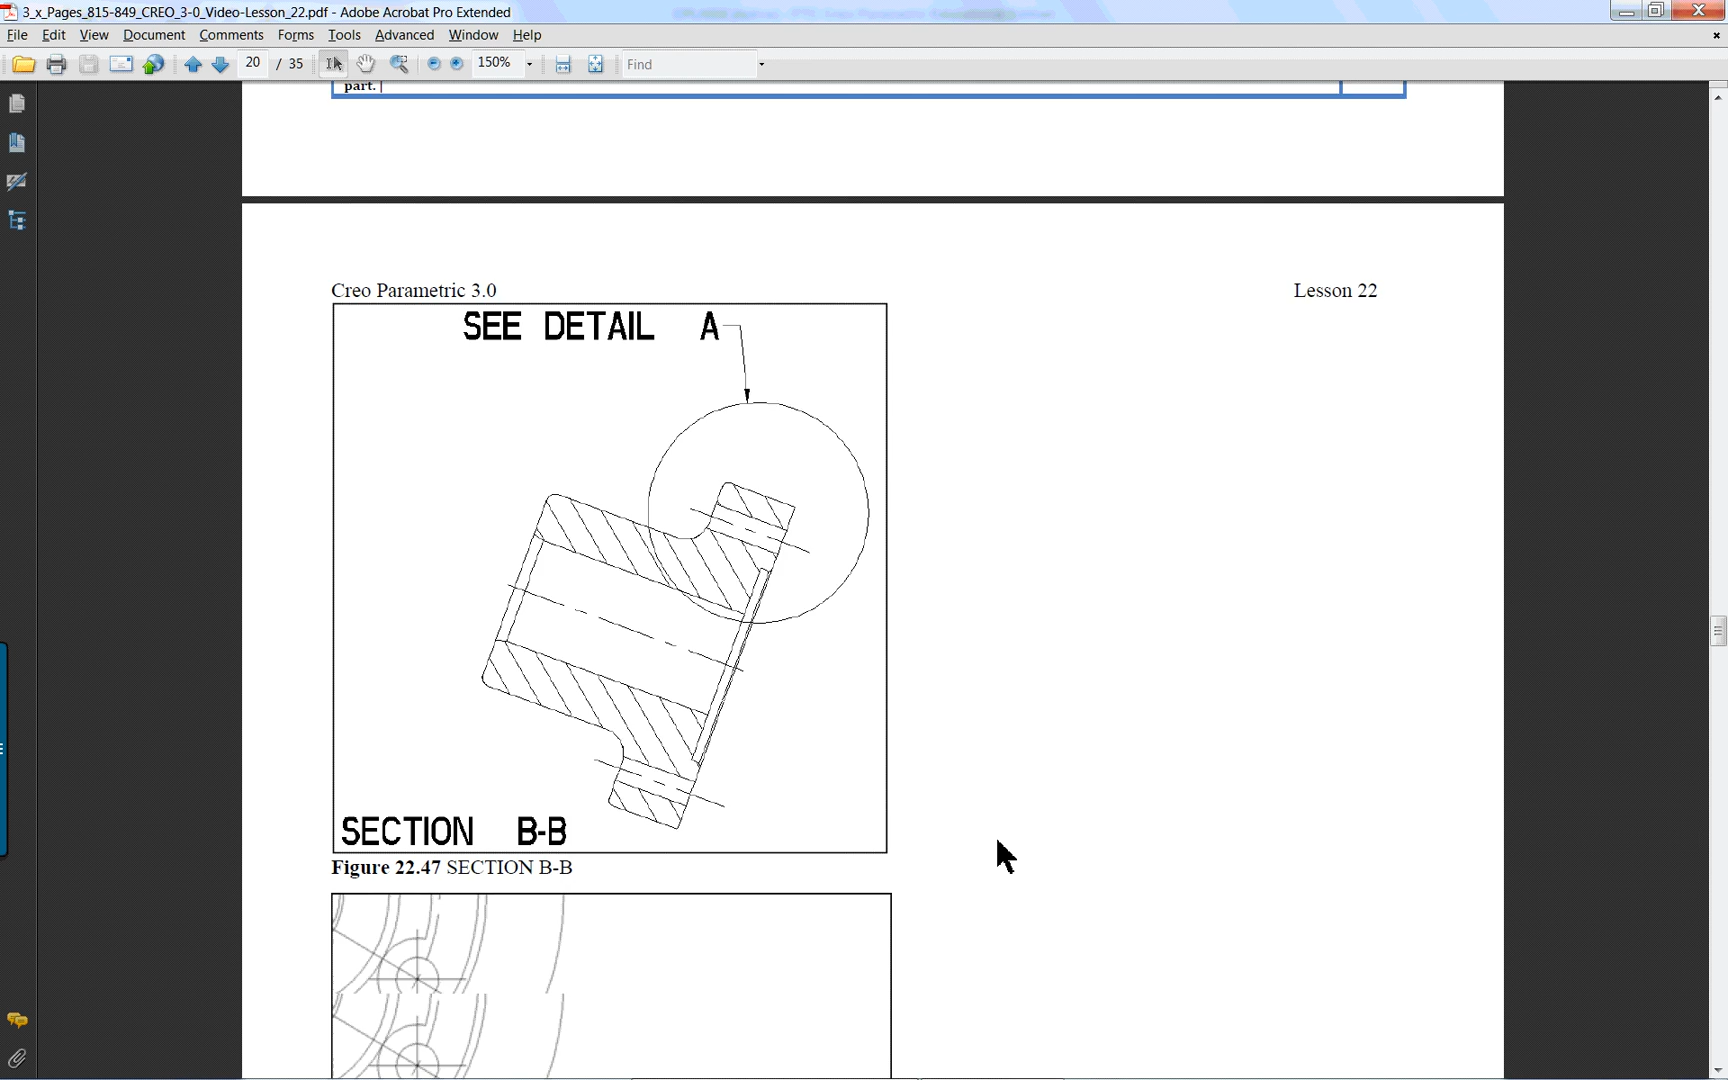 3_x_Pages_815-849_CREO_3-0_Video-Lesson_22.pdf - Adobe Acrobat Pro Extended
File Edit View Document Comments Forms Tools Advanced Window Help
20 / 35 150% Find
part.
Creo Parametric 3.0 Lesson 22
SEE DETAIL A
SECTION B-B
Figure 22.47 SECTION B-B